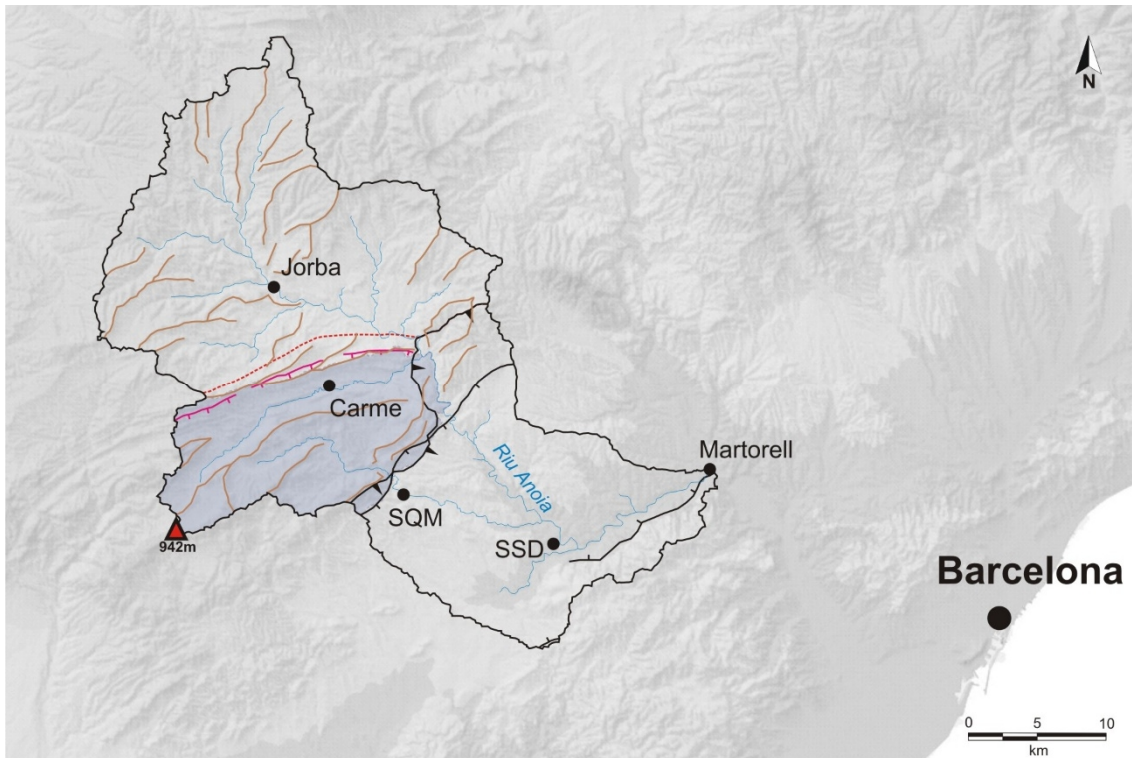 N
Jorba
Carme
Riu Anoia
Martorell
SQM
SSD
942m
Barcelona
0 5 10
km